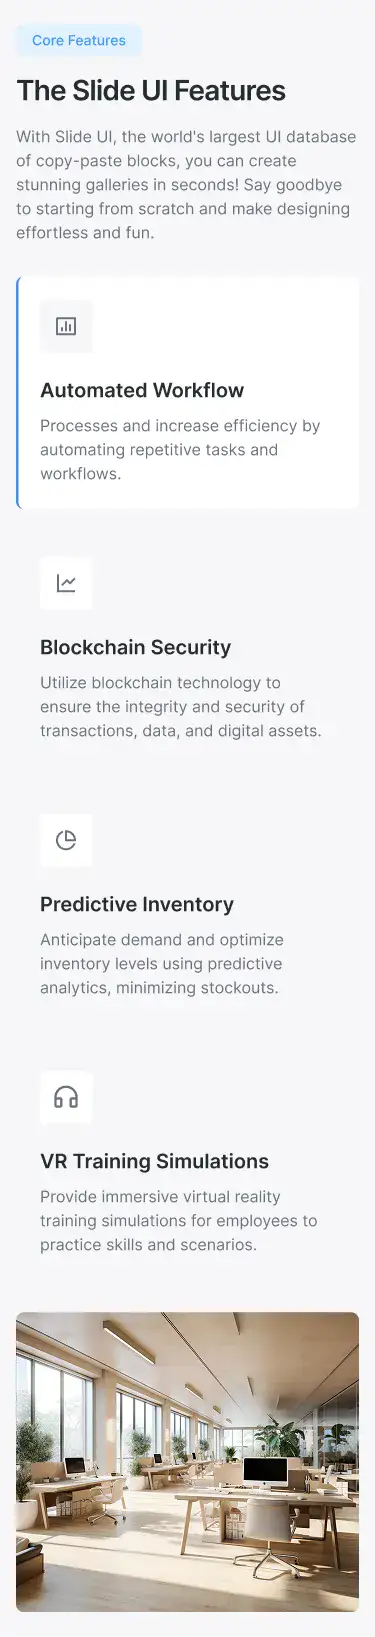 Core Features
The Slide UI Features
With Slide UI, the world's largest UI database
of copy-paste blocks, you can create
stunning galleries in seconds! Say goodbye
to starting from scratch and make designing
effortless and fun.
Automated Workflow
Processes and increase efficiency by
automating repetitive tasks and
workflows.
Blockchain Security
Utilize blockchain technology to
ensure the integrity and security of
transactions, data, and digital assets.
Predictive Inventory
Anticipate demand and optimize
inventory levels using predictive
analytics, minimizing stockouts.
VR Training Simulations
Provide immersive virtual reality
training simulations for employees to
practice skills and scenarios.